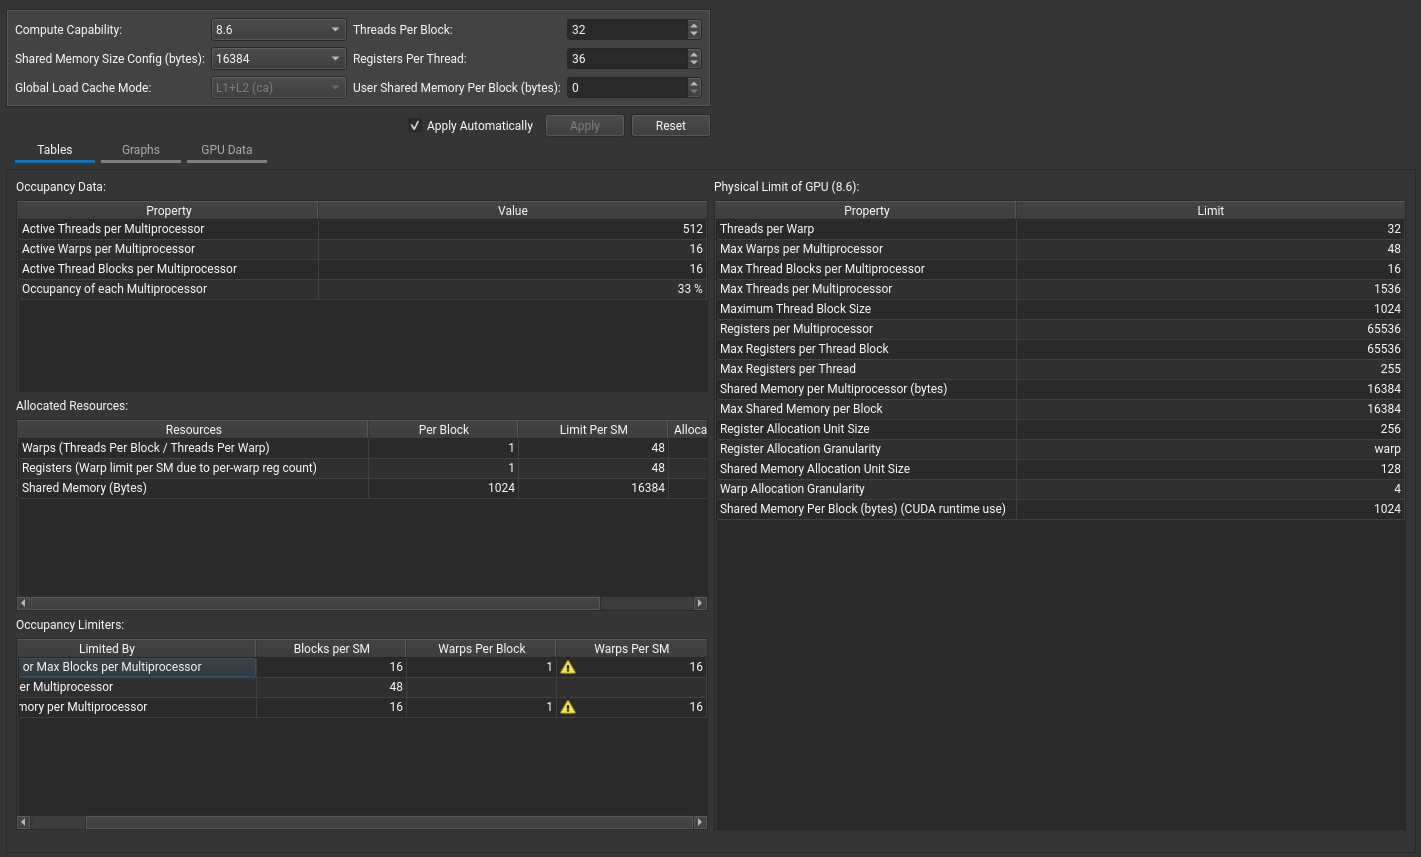 Compute Capability: 8.6 Threads Per Block: 32
Shared Memory Size Config (bytes): 16384 Registers Per Thread: 36
Global Load Cache Mode: L1+L2 (ca) User Shared Memory Per Block (bytes): 0
Apply Automatically Apply Reset
Tables Graphs GPU Data
Occupancy Data:
Property Value
Active Threads per Multiprocessor 512
Active Warps per Multiprocessor 16
Active Thread Blocks per Multiprocessor 16
Occupancy of each Multiprocessor 33 %
Allocated Resources:
Resources Per Block Limit Per SM Alloca
Warps (Threads Per Block / Threads Per Warp) 1 48
Registers (Warp limit per SM due to per-warp reg count) 1 48
Shared Memory (Bytes) 1024 16384
Occupancy Limiters:
Limited By Blocks per SM Warps Per Block Warps Per SM
or Max Blocks per Multiprocessor 16 1 16
er Multiprocessor 48
mory per Multiprocessor 16 1 16
Physical Limit of GPU (8.6):
Property Limit
Threads per Warp 32
Max Warps per Multiprocessor 48
Max Thread Blocks per Multiprocessor 16
Max Threads per Multiprocessor 1536
Maximum Thread Block Size 1024
Registers per Multiprocessor 65536
Max Registers per Thread Block 65536
Max Registers per Thread 255
Shared Memory per Multiprocessor (bytes) 16384
Max Shared Memory per Block 16384
Register Allocation Unit Size 256
Register Allocation Granularity warp
Shared Memory Allocation Unit Size 128
Warp Allocation Granularity 4
Shared Memory Per Block (bytes) (CUDA runtime use) 1024